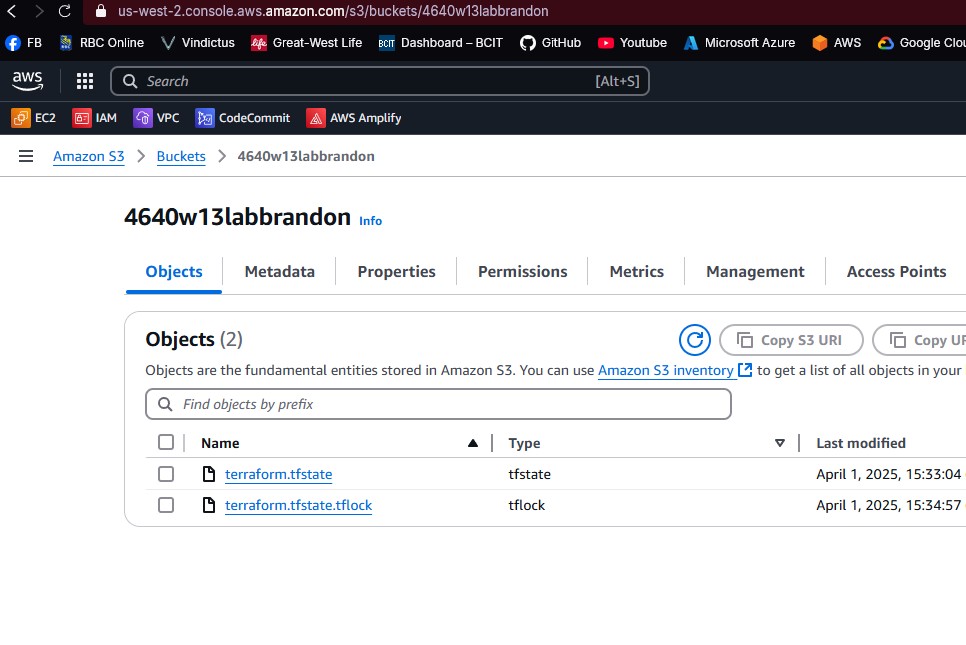 us-west-2.console.aws.amazon.com/s3/buckets/4640w13labbrandon
FB RBC Online Vindictus Great-West Life Dashboard – BCIT GitHub Youtube Microsoft Azure AWS Google Clou
aws Search [Alt+S]
EC2 IAM VPC CodeCommit AWS Amplify
Amazon S3 Buckets 4640w13labbrandon
4640w13labbrandon Info
Objects Metadata Properties Permissions Metrics Management Access Points
Objects (2) Copy S3 URI Copy UR
Objects are the fundamental entities stored in Amazon S3. You can use Amazon S3 inventory to get a list of all objects in your
Find objects by prefix
Name Type Last modified
terraform.tfstate tfstate April 1, 2025, 15:33:04
terraform.tfstate.tflock tflock April 1, 2025, 15:34:57